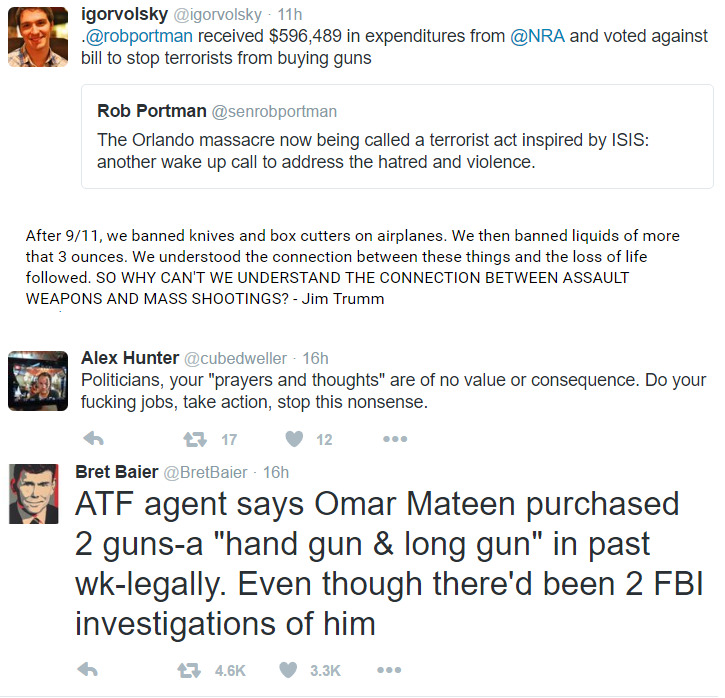 igorvolsky @igorvolsky · 11h
.@robportman received $596,489 in expenditures from @NRA and voted against
bill to stop terrorists from buying guns
Rob Portman @senrobportman
The Orlando massacre now being called a terrorist act inspired by ISIS:
another wake up call to address the hatred and violence.
After 9/11, we banned knives and box cutters on airplanes. We then banned liquids of more
that 3 ounces. We understood the connection between these things and the loss of life
followed. SO WHY CAN'T WE UNDERSTAND THE CONNECTION BETWEEN ASSAULT
WEAPONS AND MASS SHOOTINGS? - Jim Trumm
Alex Hunter @cubedweller · 16h
Politicians, your "prayers and thoughts" are of no value or consequence. Do your
fucking jobs, take action, stop this nonsense.
17 12
Bret Baier @BretBaier · 16h
ATF agent says Omar Mateen purchased
2 guns-a "hand gun & long gun" in past
wk-legally. Even though there'd been 2 FBI
investigations of him
4.6K 3.3K